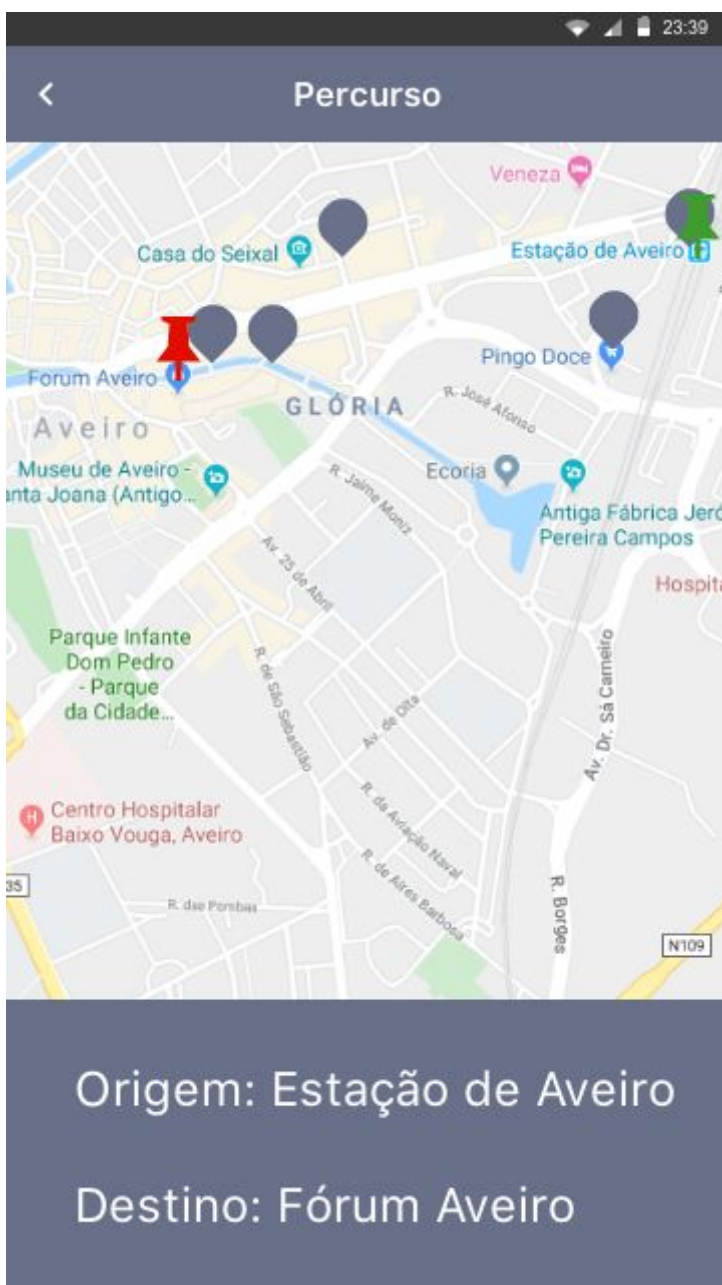 23:39
Percurso
Veneza
Casa do Seixal
Estação de Aveiro
Pingo Doce
Forum Aveiro
GLÓRIA
R. José Afonso
Aveiro
Museu de Aveiro -
anta Joana (Antigo...
R. Jaime Moniz
Ecoria
Antiga Fábrica Jeró
Pereira Campos
Hospita
Av. 25 de Abril
Parque Infante
Dom Pedro
- Parque
da Cidade...
R. de São Sebastião
Av. de Oita
Av. Dr. Sá Carneiro
H
Centro Hospitalar
Baixo Vouga, Aveiro
R. da Aviação Naval
R. de Aires Barbosa
35
R. das Pombas
R. Borges
N109
Origem: Estação de Aveiro
Destino: Fórum Aveiro